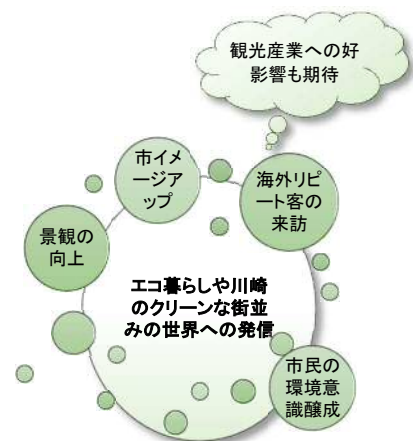 観光産業への好
影響も期待
市イメ
ージア
ップ
海外リピ
ート客の
来訪
景観の
向上
エコ暮らしや川崎
のクリーンな街並
みの世界への発信
市民の
環境意
識醸成